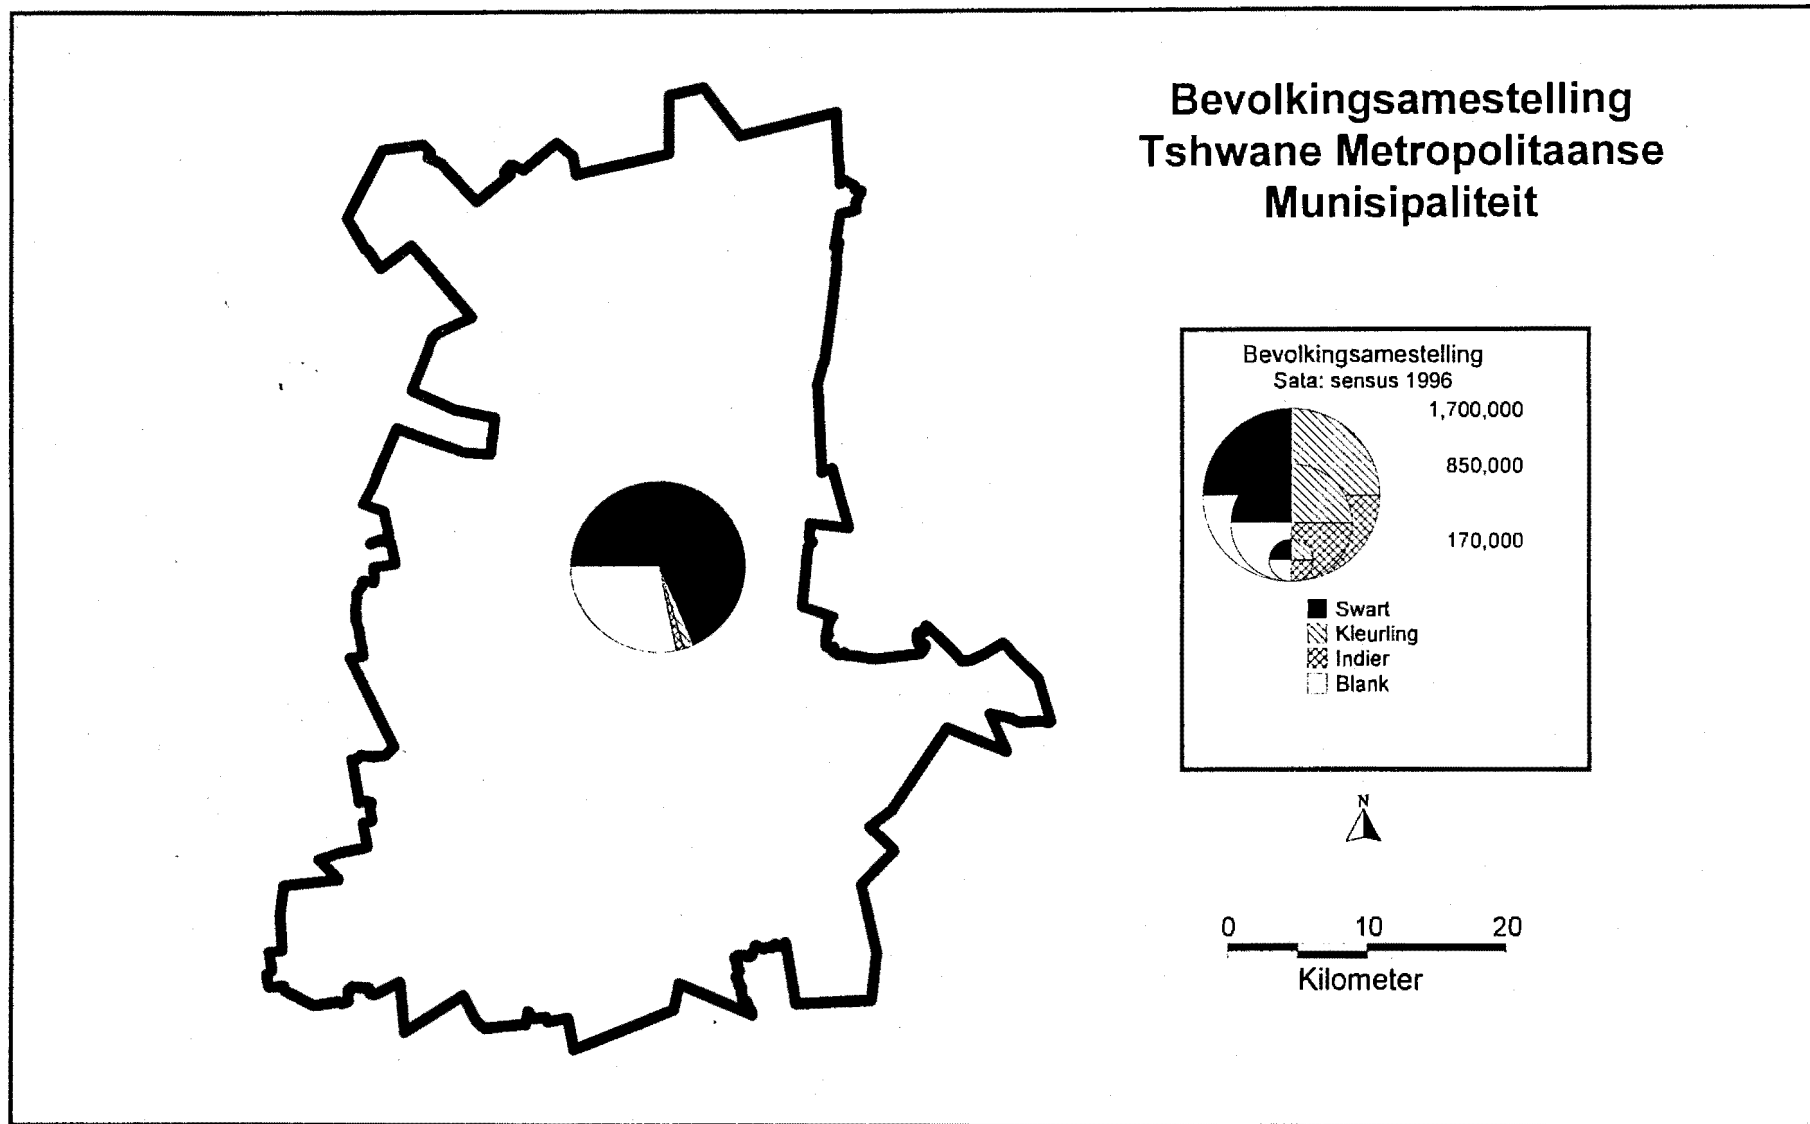 Bevolkingsamestelling
Tshwane Metropolitaanse
Munisipaliteit
Bevolkingsamestelling
Sata: sensus 1996
1,700,000
850,000
170,000
Swart
Kleurling
Indier
Blank
N
0 10 20
Kilometer